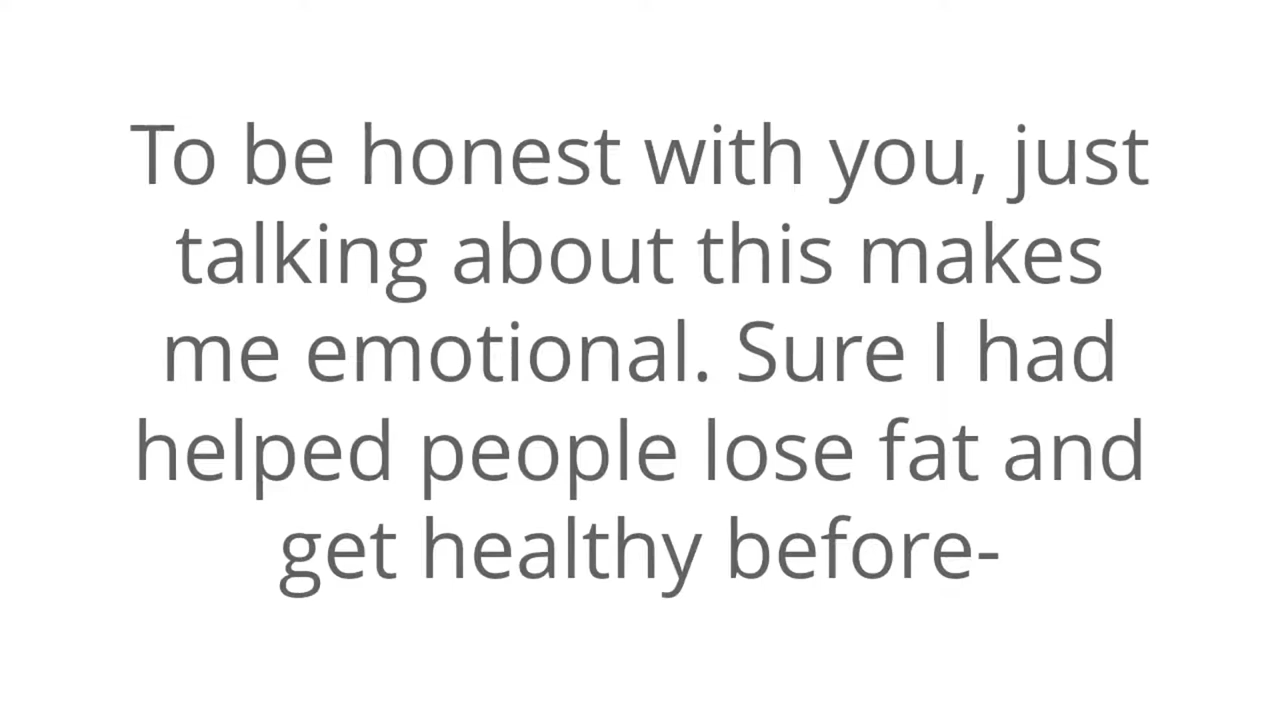 To be honest with you, just
talking about this makes
me emotional. Sure I had
helped people lose fat and
get healthy before-